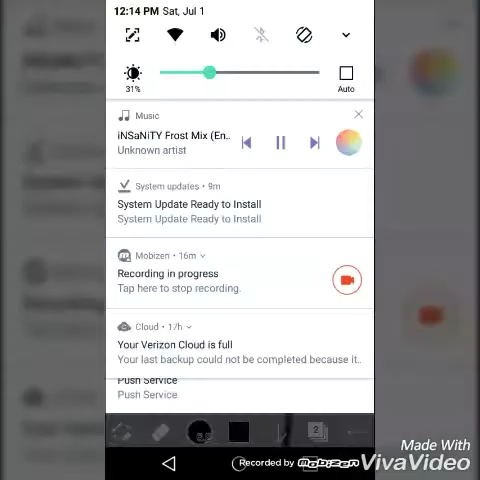 12:14 PM Sat, Jul 1
31%
Auto
Music
iNSaNiTY Frost Mix (En..
Unknown artist
System updates • 9m
System Update Ready to Install
System Update Ready to Install
Mobizen • 16m
Recording in progress
Tap here to stop recording.
Cloud • 17h
Your Verizon Cloud is full
Your last backup could not be completed because it..
Push Service
Push Service
2
Recorded by MOBIZEN
Made With
VivaVideo